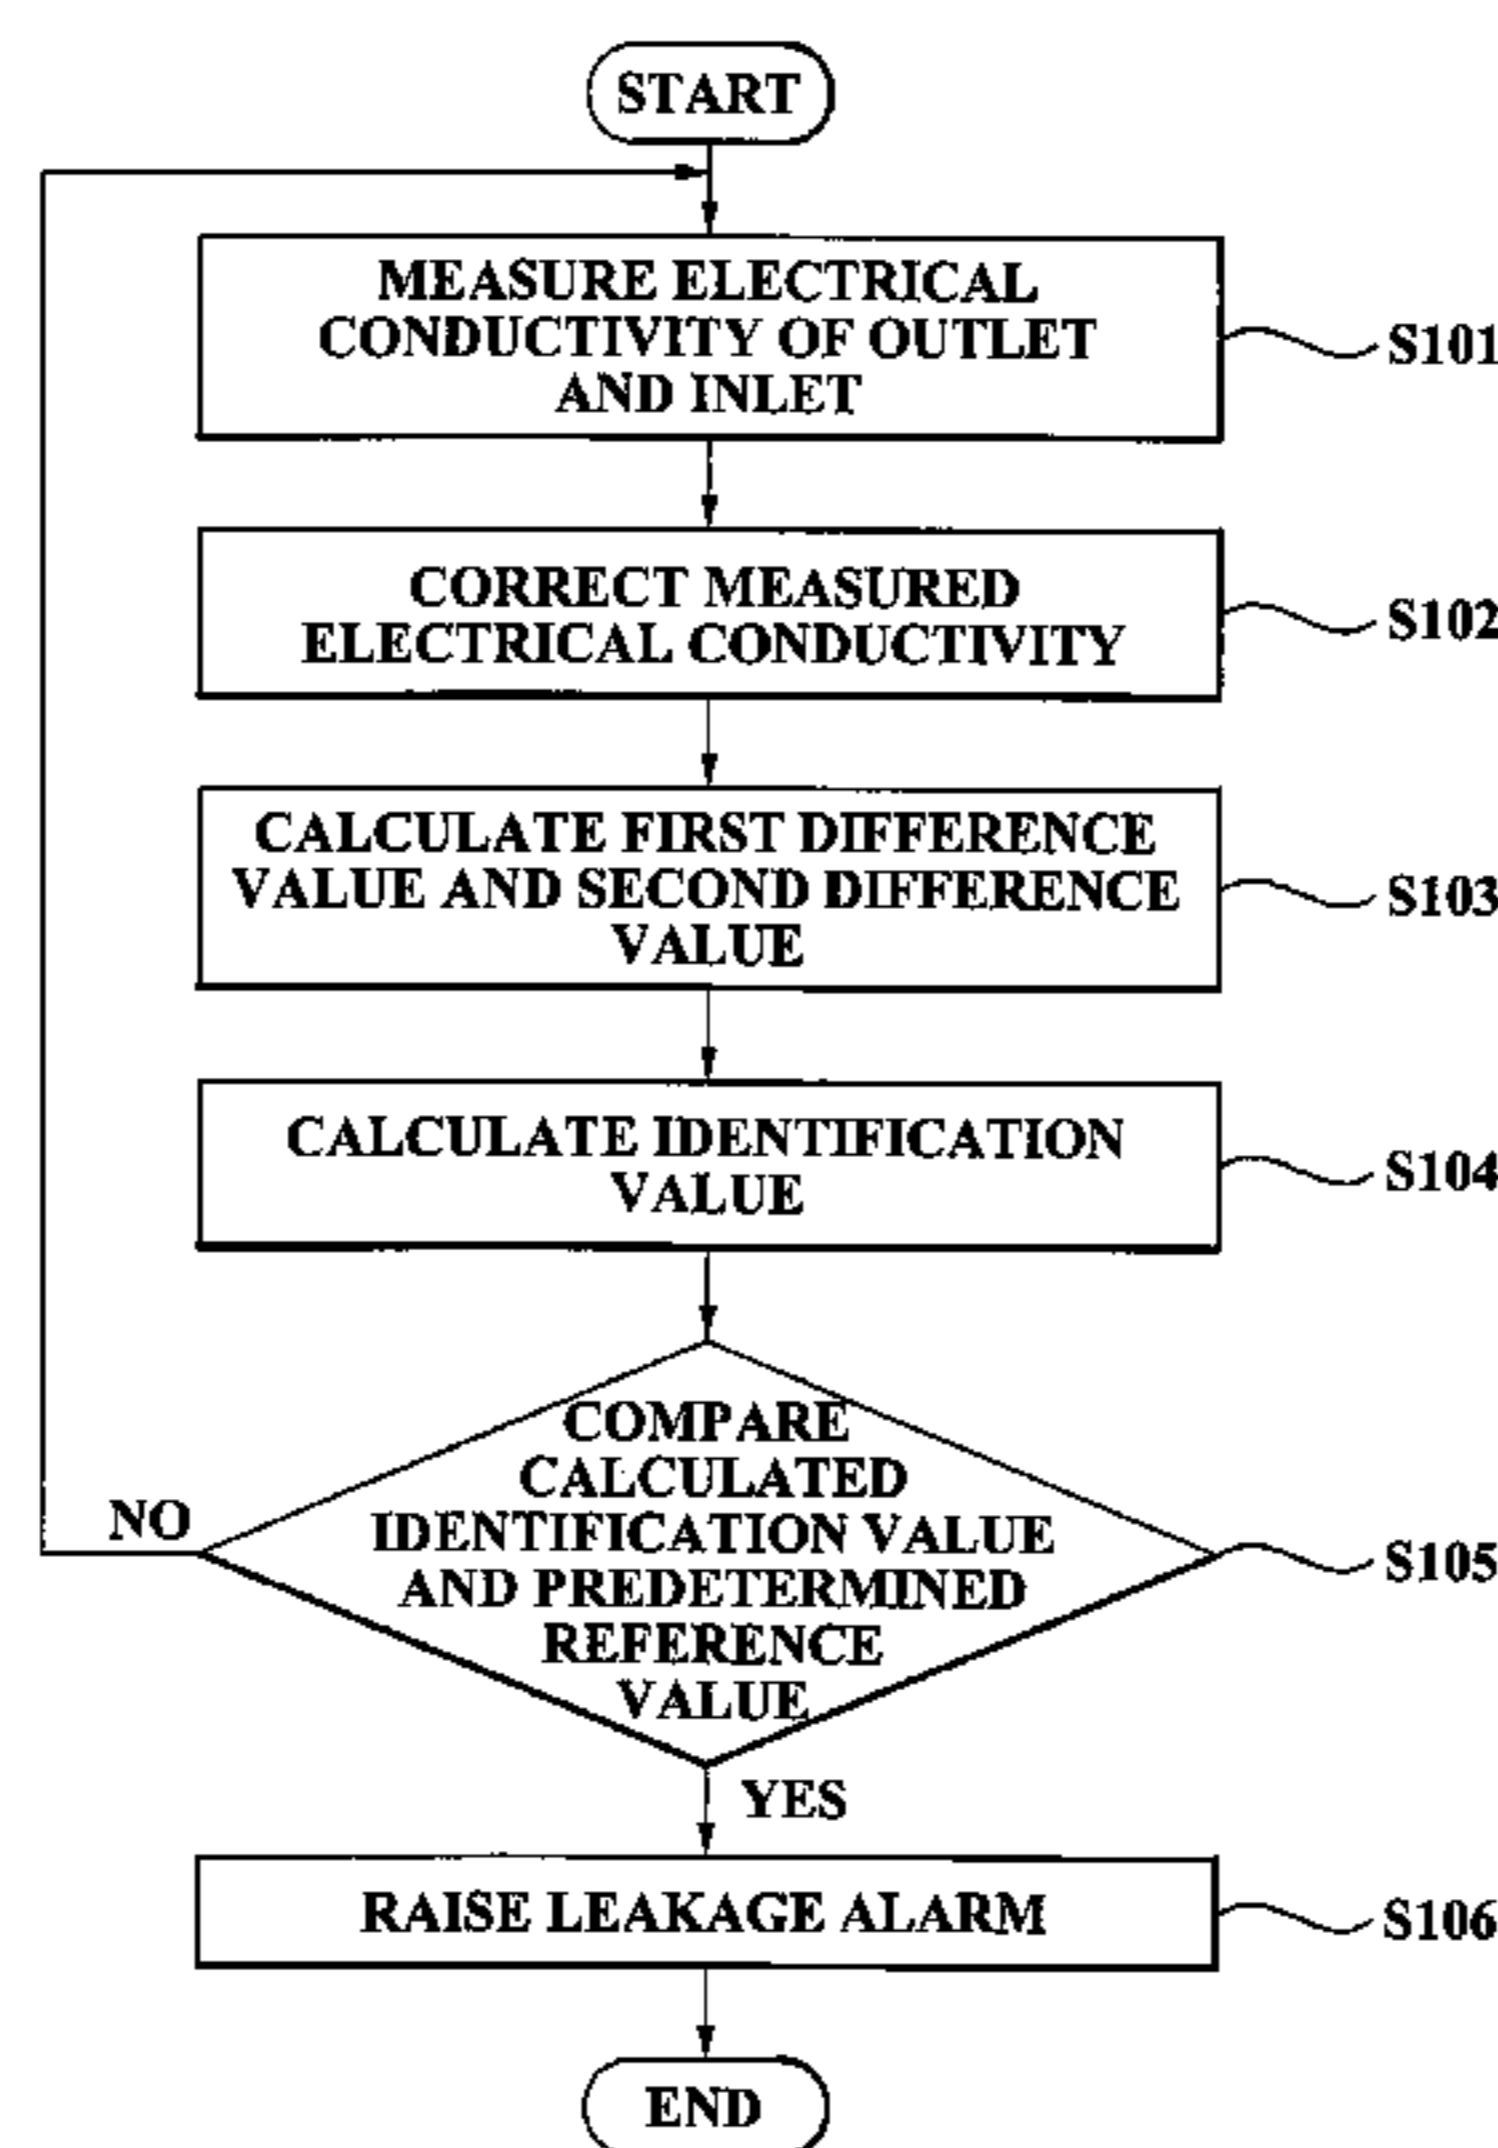 START
MEASURE ELECTRICAL
CONDUCTIVITY OF OUTLET
AND INLET
S101
CORRECT MEASURED
ELECTRICAL CONDUCTIVITY
S102
CALCULATE FIRST DIFFERENCE
VALUE AND SECOND DIFFERENCE
VALUE
S103
CALCULATE IDENTIFICATION
VALUE
S104
COMPARE
CALCULATED
IDENTIFICATION VALUE
AND PREDETERMINED
REFERENCE
VALUE
NO
S105
YES
RAISE LEAKAGE ALARM
S106
END